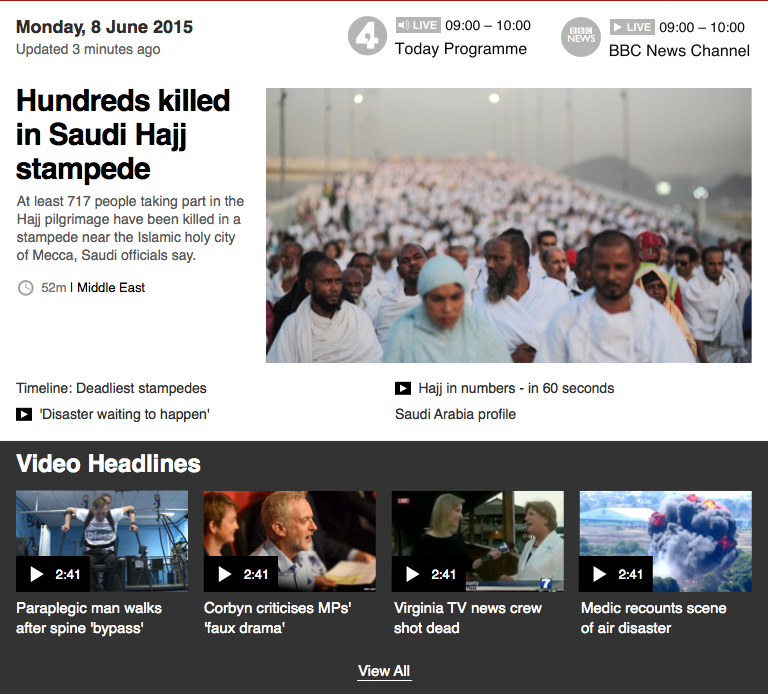 Monday, 8 June 2015
Updated 3 minutes ago
4
LIVE 09:00 – 10:00
Today Programme
BBC
NEWS
LIVE 09:00 – 10:00
BBC News Channel
Hundreds killed
in Saudi Hajj
stampede
At least 717 people taking part in the
Hajj pilgrimage have been killed in a
stampede near the Islamic holy city
of Mecca, Saudi officials say.
52m | Middle East
Timeline: Deadliest stampedes
Hajj in numbers - in 60 seconds
'Disaster waiting to happen'
Saudi Arabia profile
Video Headlines
LIVE
7
2:41
2:41
2:41
2:41
Paraplegic man walks
after spine 'bypass'
Corbyn criticises MPs'
'faux drama'
Virginia TV news crew
shot dead
Medic recounts scene
of air disaster
View All